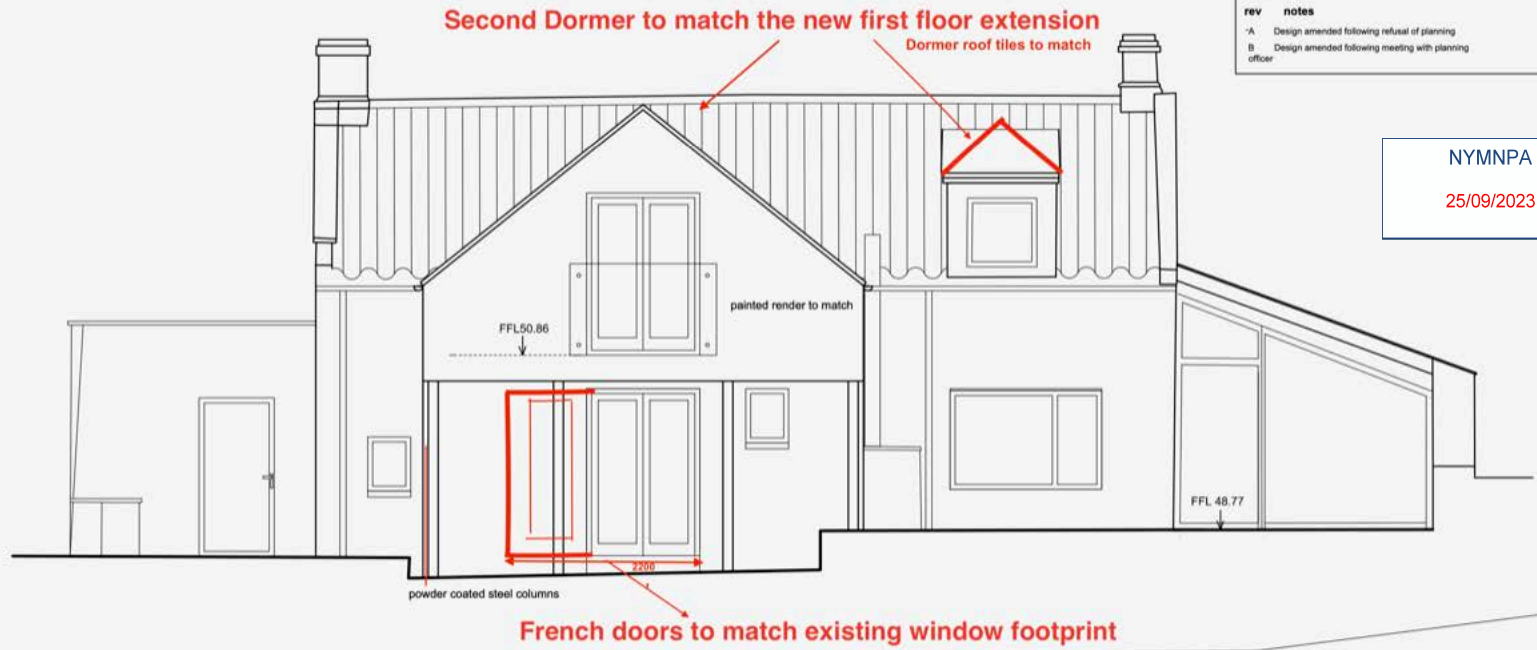 Second Dormer to match the new first floor extension
Dormer roof tiles to match
rev notes
*A Design amended following refusal of planning
B Design amended following meeting with planning
officer
NYMNPA
25/09/2023
painted render to match
FFL50.86
FFL 48.77
2200
powder coated steel columns
French doors to match existing window footprint